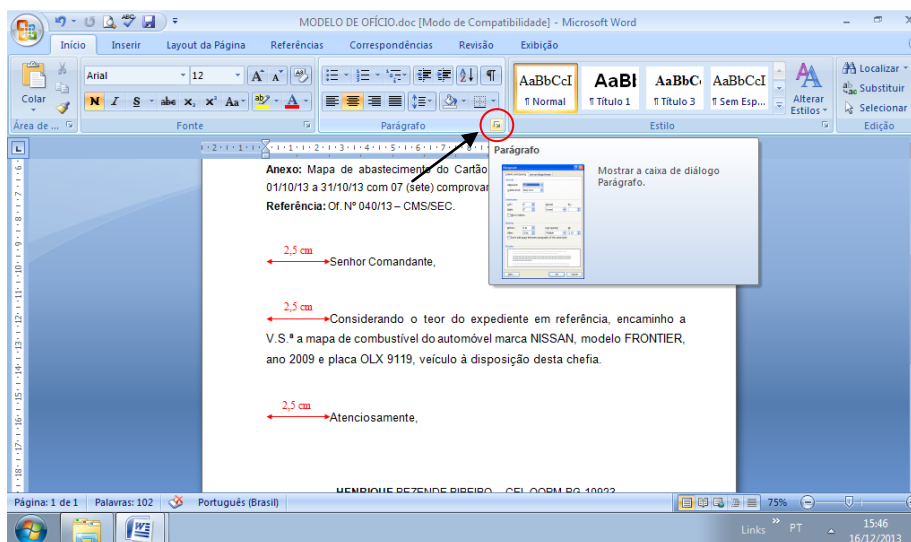 MODELO DE OFÍCIO.doc [Modo de Compatibilidade] - Microsoft Word
Início Inserir Layout da Página Referências Correspondências Revisão Exibição
Arial 12
Colar
N I S abe x₂ x² Aa
AaBbCcI AaBl AaBbC AaBbCcI
¶ Normal ¶ Título 1 ¶ Título 3 ¶ Sem Esp...
Alterar Estilos
Localizar
Substituir
Selecionar
Área de ... Fonte Parágrafo Estilo Edição
Parágrafo
Mostrar a caixa de diálogo
Parágrafo.
Anexo: Mapa de abastecimento do Cartão
01/10/13 a 31/10/13 com 07 (sete) comprovar
Referência: Of. Nº 040/13 – CMS/SEC.
2,5 cm
Senhor Comandante,
2,5 cm
Considerando o teor do expediente em referência, encaminho a
V.S.ª a mapa de combustível do automóvel marca NISSAN, modelo FRONTIER,
ano 2009 e placa OLX 9119, veículo à disposição desta chefia.
2,5 cm
Atenciosamente,
Página: 1 de 1 Palavras: 102 Português (Brasil) 75%
Links PT 15:46
16/12/2013